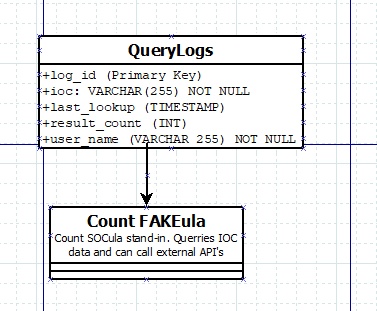 QueryLogs
+log_id (Primary Key)
+ioc: VARCHAR(255) NOT NULL
+last_lookup (TIMESTAMP)
+result_count (INT)
+user_name (VARCHAR 255) NOT NULL
Count FAKEula
Count SOCula stand-in. Querries IOC
data and can call external API's